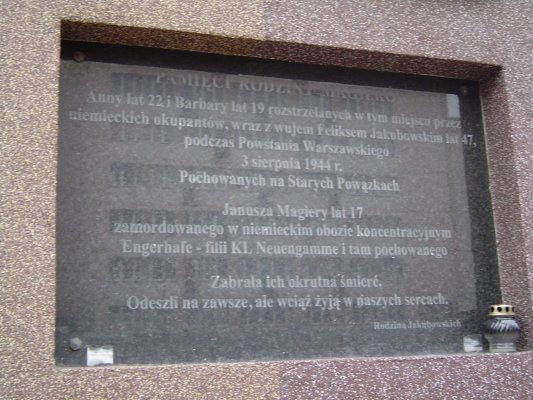 PAMIĘCI RODZINY MAGIERÓW
Anny lat 22 i Barbary lat 19 rozstrzelanych w tym miejscu przez
niemieckich okupantów, wraz z wujem Feliksem Jakubowskim lat 47,
podczas Powstania Warszawskiego
3 sierpnia 1944 r.
Pochowanych na Starych Powązkach
Janusza Magiery lat 17
zamordowanego w niemieckim obozie koncentracyjnym
Engerhafe - filii KL Neuengamme i tam pochowanego
Zabrała ich okrutna śmierć.
Odeszli na zawsze, ale wciąż żyją w naszych sercach.
Rodzina Jakubowskich